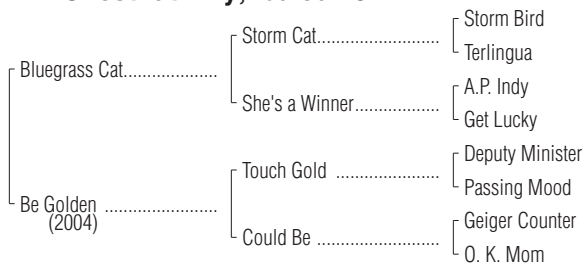 Storm Bird
Storm Cat..............................
Terlingua
Bluegrass Cat.......................
A.P. Indy
She's a Winner.....................
Get Lucky
Deputy Minister
Touch Gold .........................
Passing Mood
Be Golden ...........................
(2004)
Geiger Counter
Could Be .............................
O. K. Mom